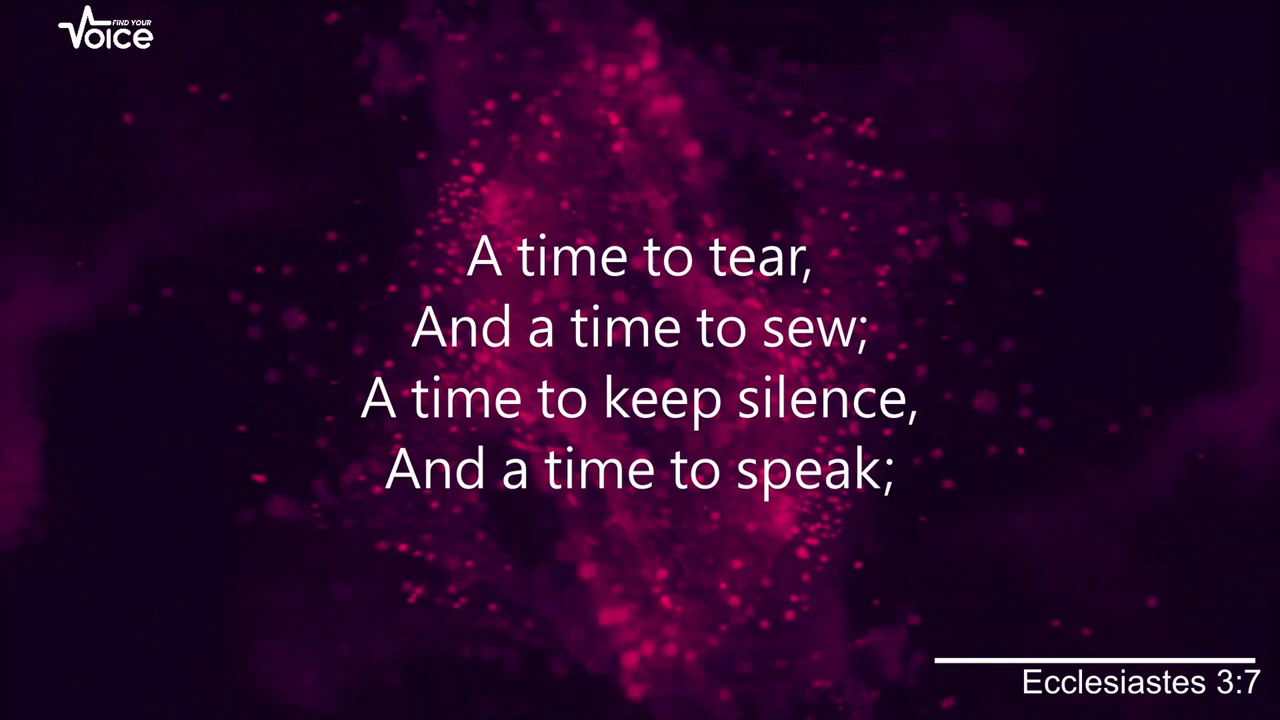 FIND YOUR
Voice
A time to tear,
And a time to sew;
A time to keep silence,
And a time to speak;
Ecclesiastes 3:7